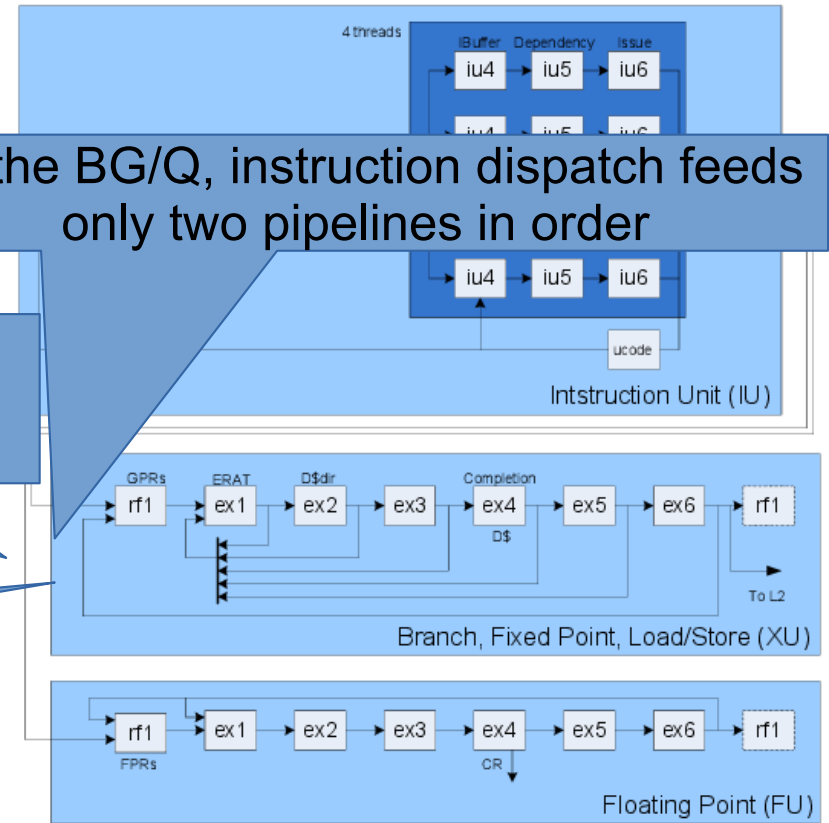 4 threads
IBuffer Dependency Issue
iu4 iu5 iu6
the BG/Q, instruction dispatch feeds
only two pipelines in order
iu4 iu5 iu6
ucode
Intstruction Unit (IU)
GPRs ERAT D$dir Completion
rf1 ex1 ex2 ex3 ex4 ex5 ex6 rf1
D$
To L2
Branch, Fixed Point, Load/Store (XU)
rf1 ex1 ex2 ex3 ex4 ex5 ex6 rf1
FPRs CR
Floating Point (FU)